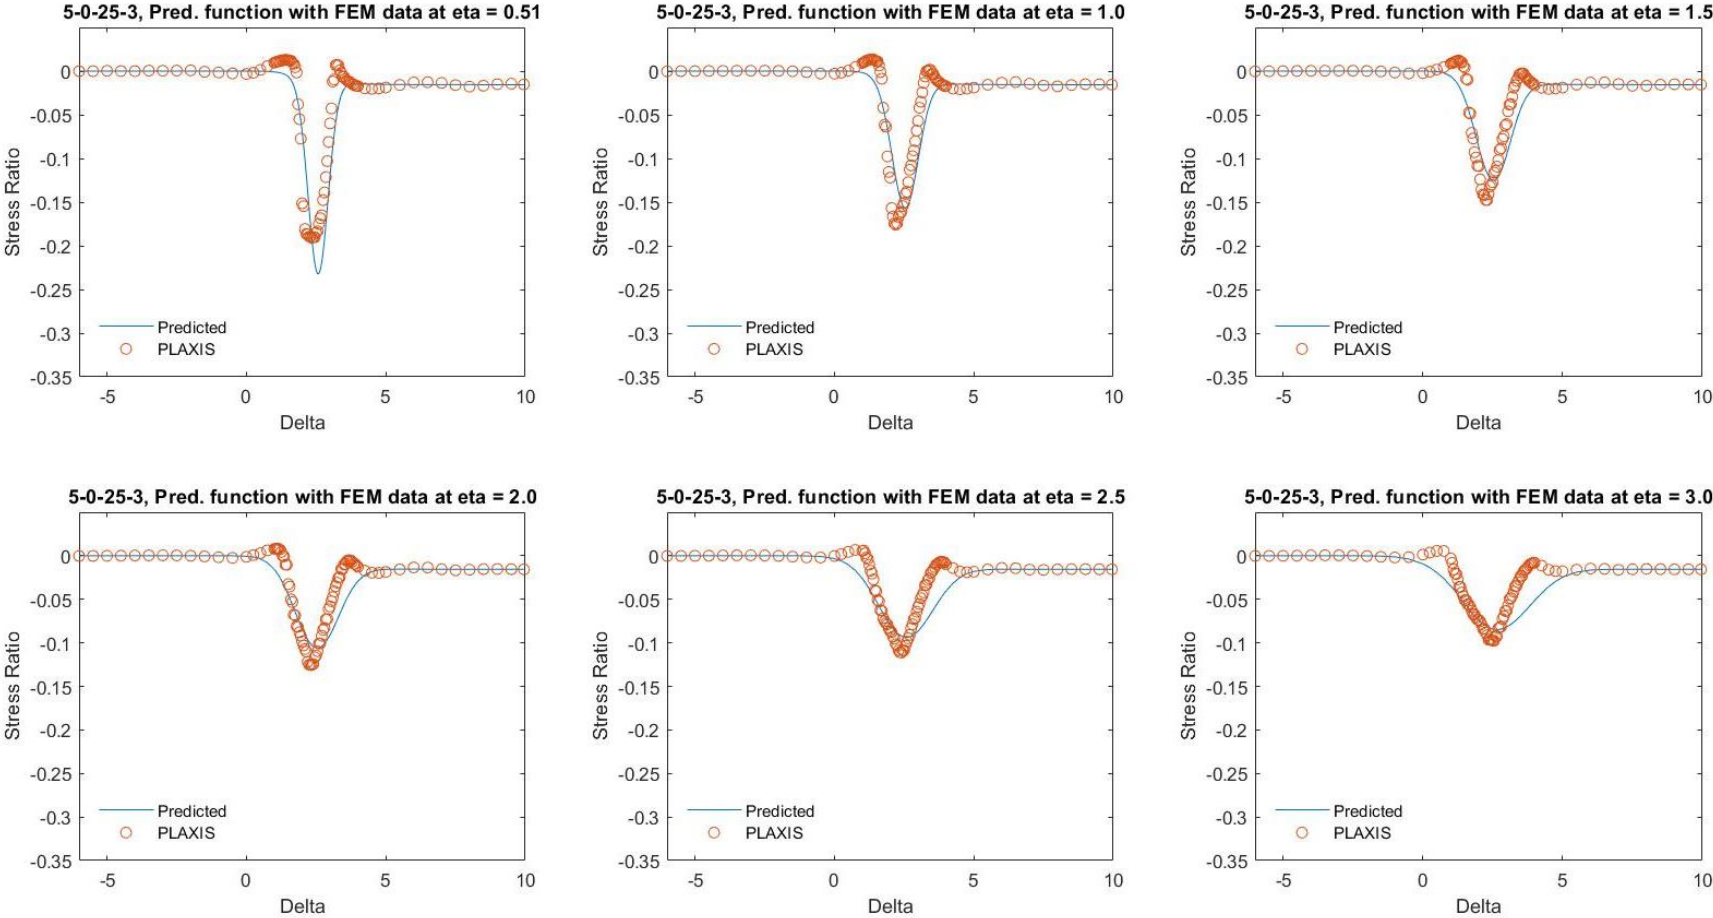 5-0-25-3, Pred. function with FEM data at eta = 0.51
0
-0.05
-0.1
-0.15
-0.2
-0.25
-0.3
-0.35
Stress Ratio
Predicted
PLAXIS
-5 0 5 10
Delta
5-0-25-3, Pred. function with FEM data at eta = 1.0
0
-0.05
-0.1
-0.15
-0.2
-0.25
-0.3
-0.35
Stress Ratio
Predicted
PLAXIS
-5 0 5 10
Delta
5-0-25-3, Pred. function with FEM data at eta = 1.5
0
-0.05
-0.1
-0.15
-0.2
-0.25
-0.3
-0.35
Stress Ratio
Predicted
PLAXIS
-5 0 5 10
Delta
5-0-25-3, Pred. function with FEM data at eta = 2.0
0
-0.05
-0.1
-0.15
-0.2
-0.25
-0.3
-0.35
Stress Ratio
Predicted
PLAXIS
-5 0 5 10
Delta
5-0-25-3, Pred. function with FEM data at eta = 2.5
0
-0.05
-0.1
-0.15
-0.2
-0.25
-0.3
-0.35
Stress Ratio
Predicted
PLAXIS
-5 0 5 10
Delta
5-0-25-3, Pred. function with FEM data at eta = 3.0
0
-0.05
-0.1
-0.15
-0.2
-0.25
-0.3
-0.35
Stress Ratio
Predicted
PLAXIS
-5 0 5 10
Delta